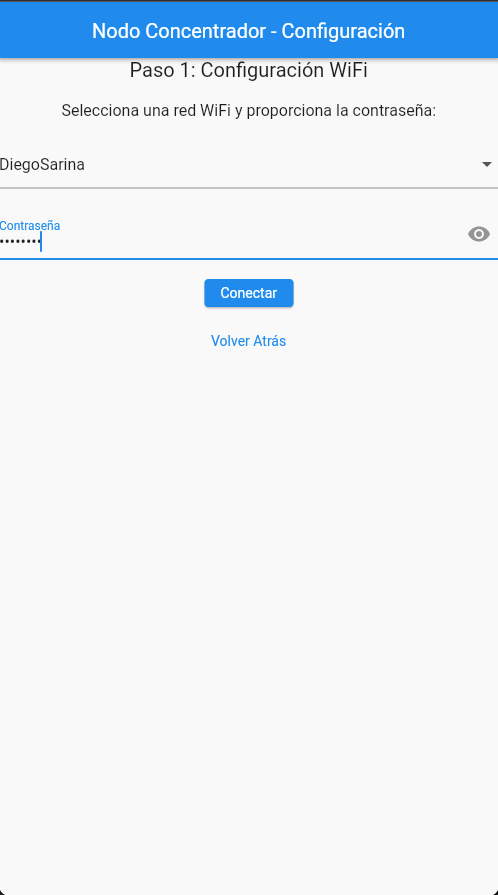 Nodo Concentrador - Configuración
Paso 1: Configuración WiFi
Selecciona una red WiFi y proporciona la contraseña:
DiegoSarina
Contraseña
••••••••
Conectar
Volver Atrás